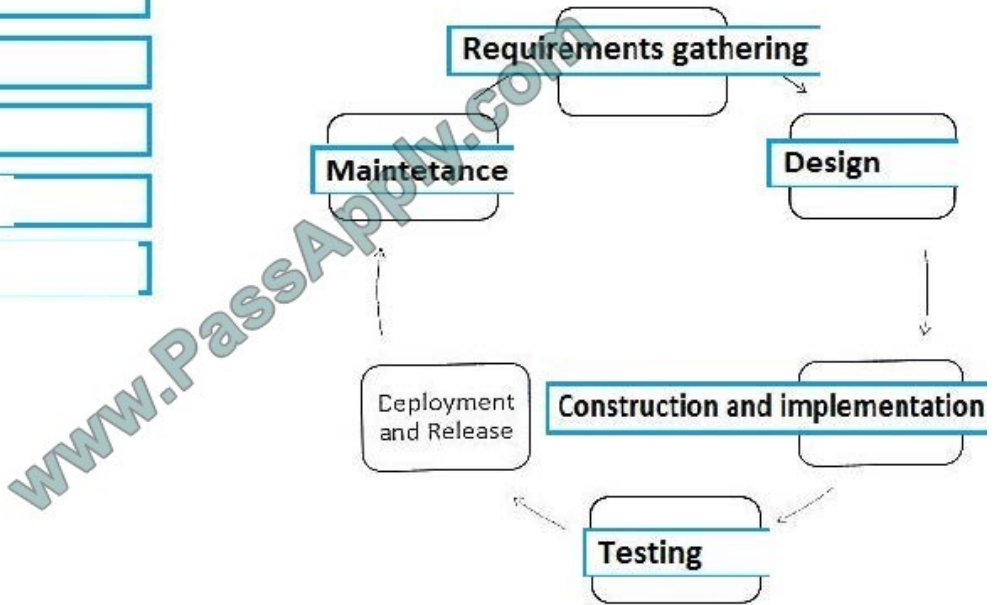 Requirements gathering
Maintetance
Design
Deployment
and Release
Construction and implementation
Testing
www.PassApply.com